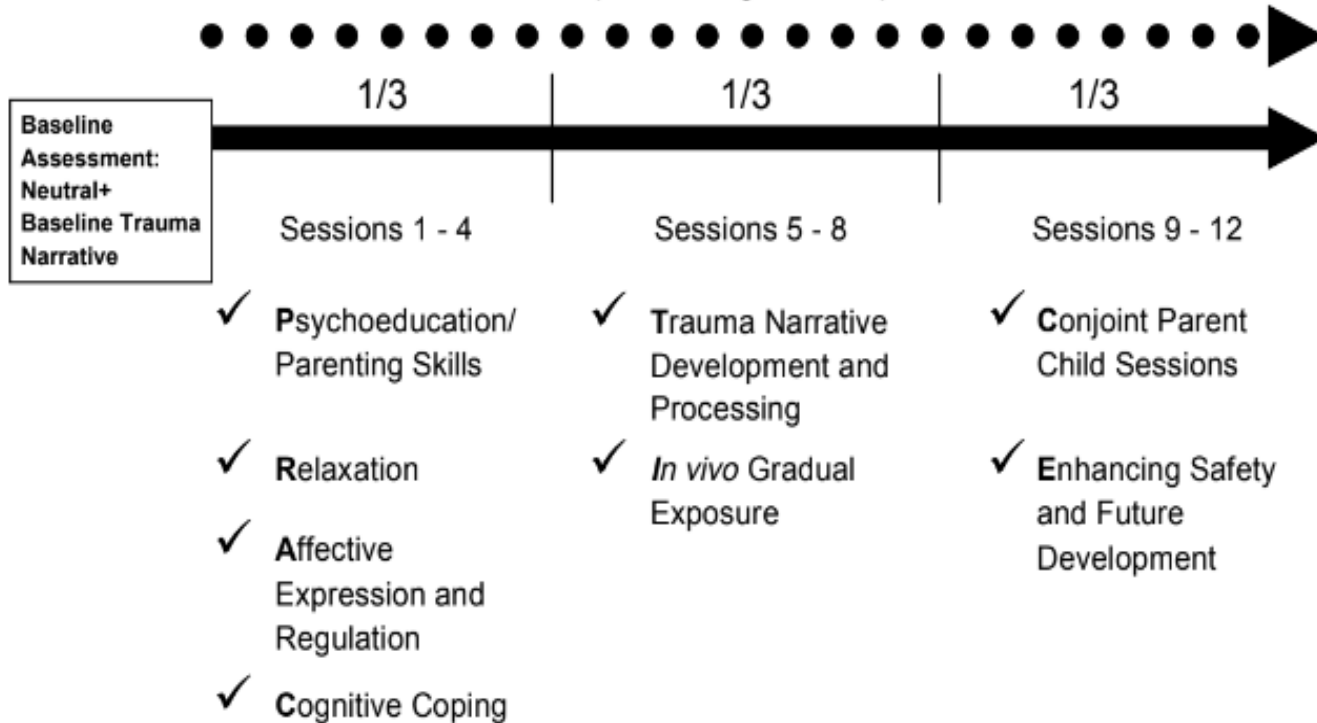 1/3
1/3
1/3
Baseline
Assessment:
Neutral+
Baseline Trauma
Narrative
Sessions 1 - 4
Sessions 5 - 8
Sessions 9 - 12
✓ Psychoeducation/
Parenting Skills
✓ Relaxation
✓ Affective
Expression and
Regulation
✓ Cognitive Coping
✓ Trauma Narrative
Development and
Processing
✓ In vivo Gradual
Exposure
✓ Conjoint Parent
Child Sessions
✓ Enhancing Safety
and Future
Development